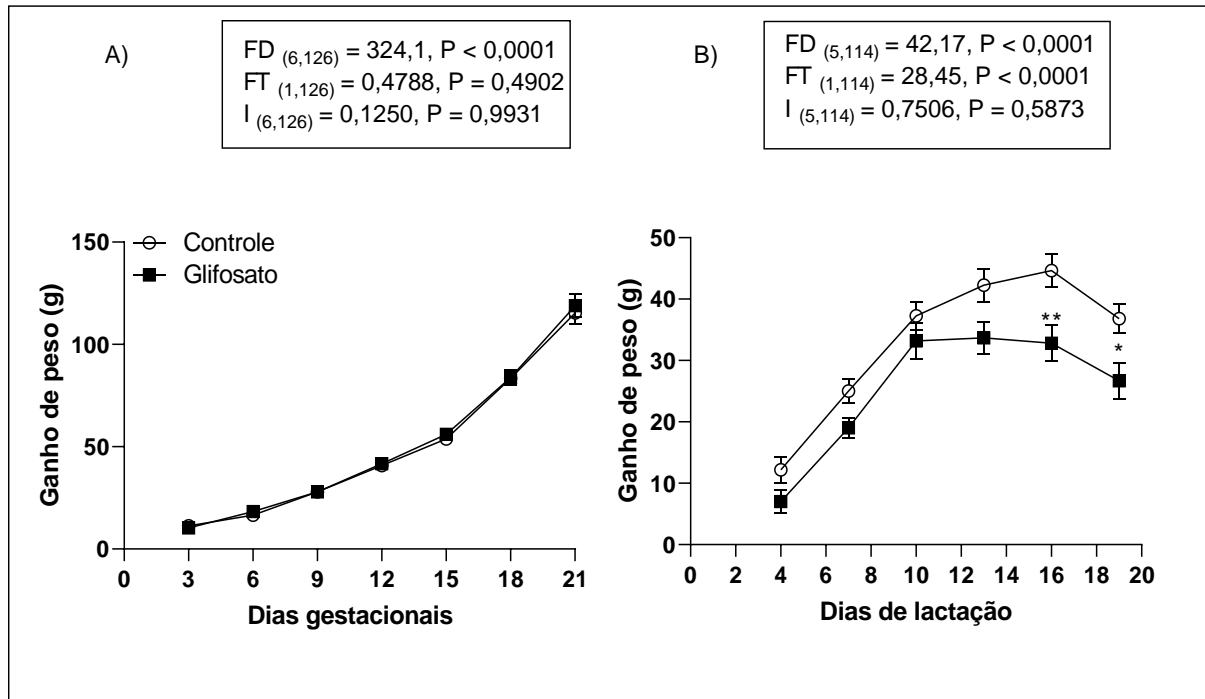 A)
FD (6,126) = 324,1, P < 0,0001
FT (1,126) = 0,4788, P = 0,4902
I (6,126) = 0,1250, P = 0,9931
B)
FD (5,114) = 42,17, P < 0,0001
FT (1,114) = 28,45, P < 0,0001
I (5,114) = 0,7506, P = 0,5873
Controle
Glifosato
Ganho de peso (g)
150
100
50
0
0 3 6 9 12 15 18 21
Dias gestacionais
Ganho de peso (g)
50
40
30
20
10
0
**
*
0 2 4 6 8 10 12 14 16 18 20
Dias de lactação